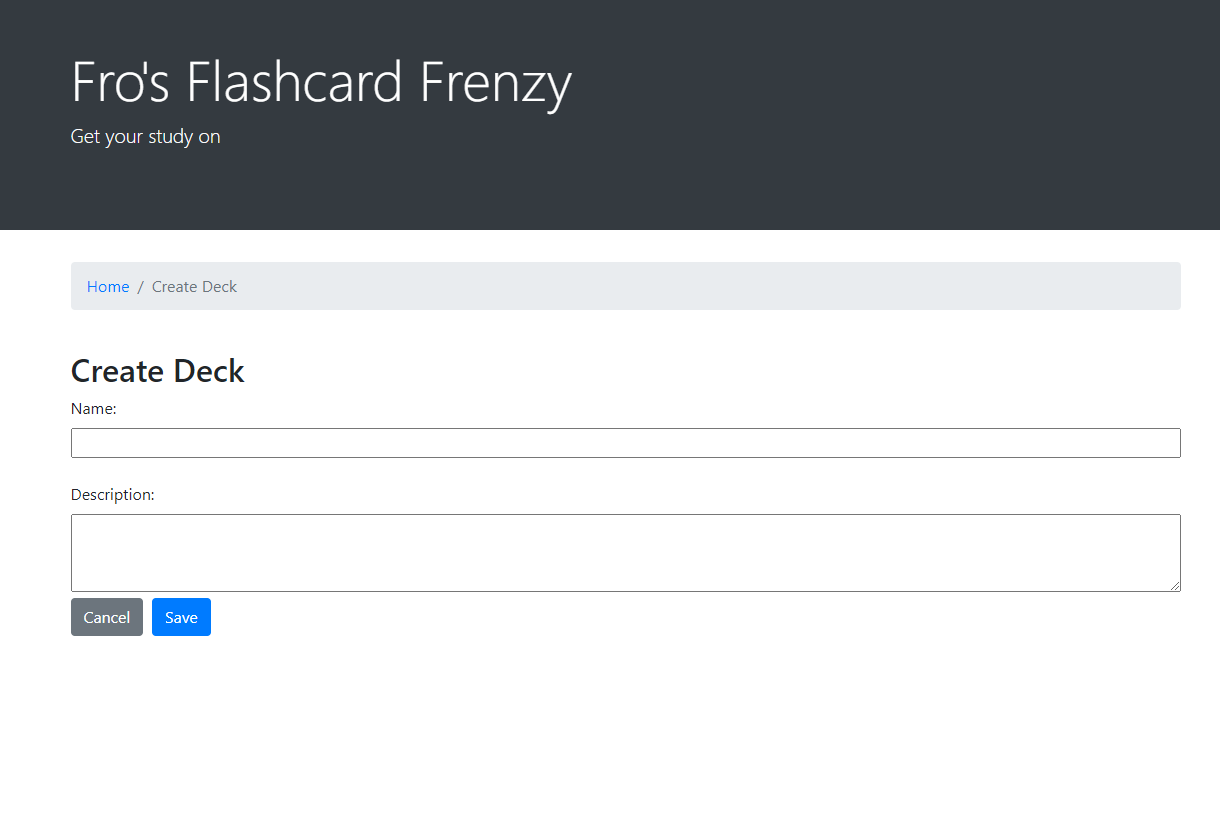 Fro's Flashcard Frenzy
Get your study on
Home / Create Deck
Create Deck
Name:
Description:
Cancel Save